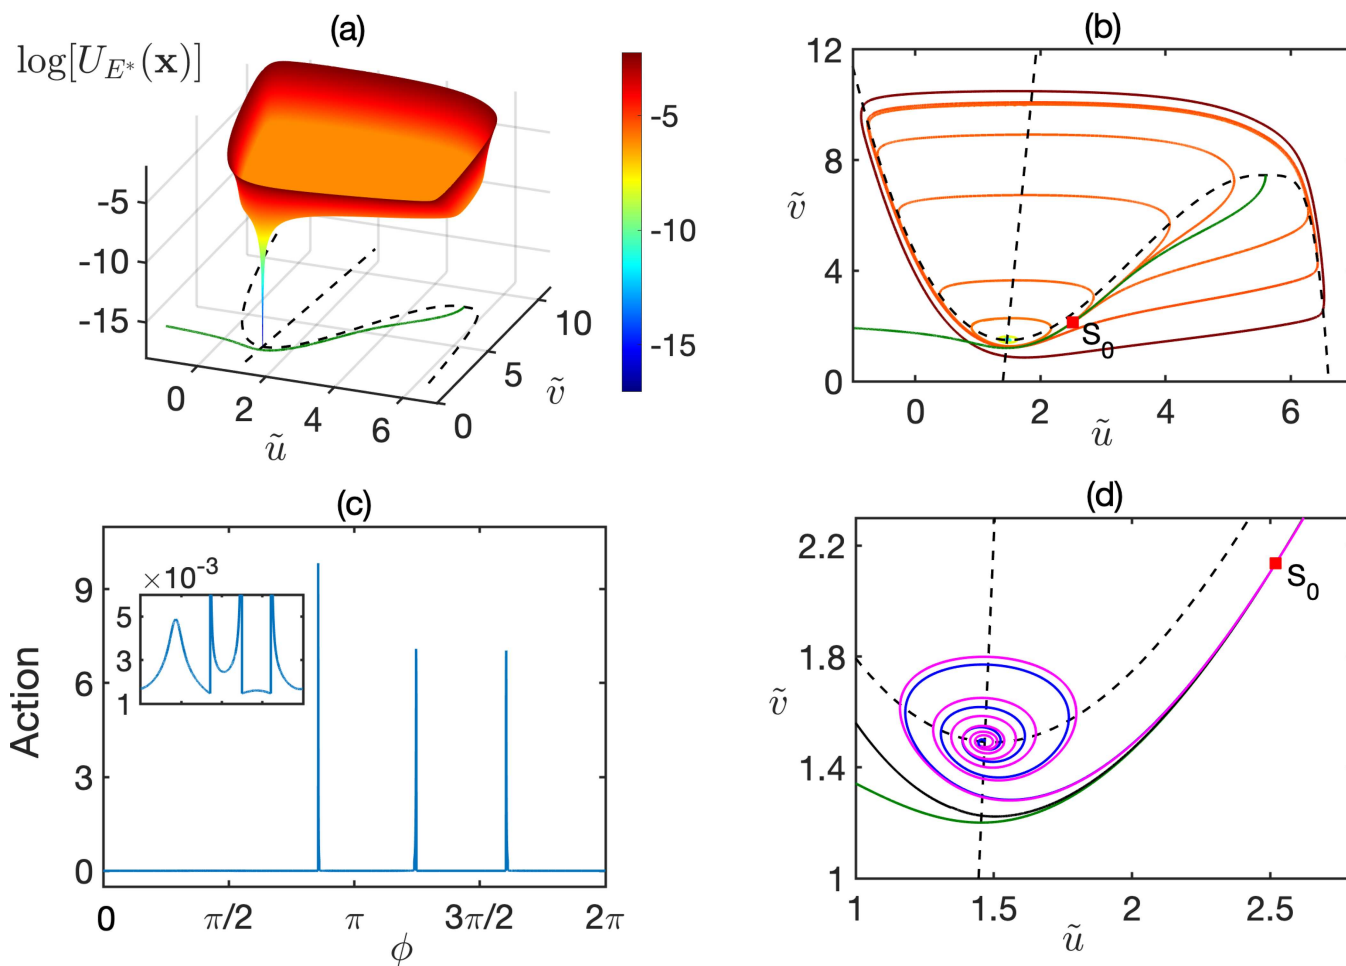 (a)
log[U_{E*}(x)]
-5
-10
-15
0
2
4
6
ũ
0
5
10
ṽ
-5
-10
-15
(b)
12
8
4
0
ṽ
S₀
0
2
4
6
ũ
(c)
Action
9
6
3
0
×10⁻³
5
3
1
0
π/2
π
3π/2
2π
ϕ
(d)
2.2
1.8
1.4
1
ṽ
S₀
1
1.5
2
2.5
ũ